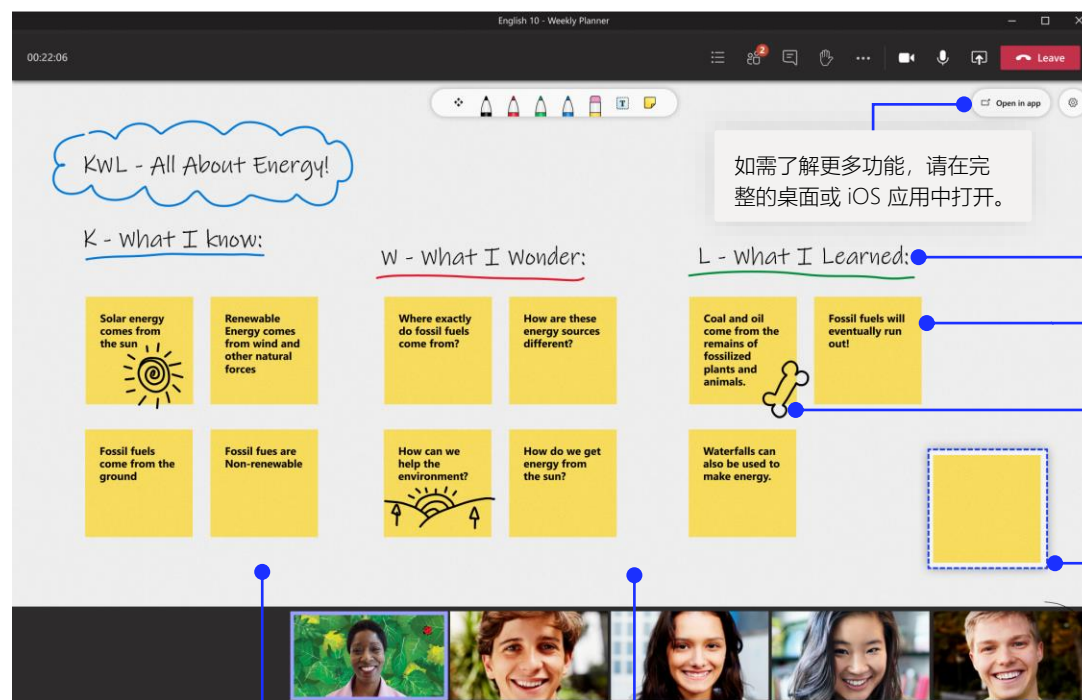 English 10 - Weekly Planner
00:22:06
2
Leave
T
Open in app
如需了解更多功能，请在完
整的桌面或 iOS 应用中打开。
KWL - All About Energy!
K - What I know:
W - What I Wonder:
L - What I Learned:
Solar energy
comes from
the sun
Renewable
Energy comes
from wind and
other natural
forces
Where exactly
do fossil fuels
come from?
How are these
energy sources
different?
Coal and oil
come from the
remains of
fossilized
plants and
animals.
Fossil fuels will
eventually run
out!
Fossil fuels
come from the
ground
Fossil fues are
Non-renewable
How can we
help the
environment?
How do we get
energy from
the sun?
Waterfalls can
also be used to
make energy.